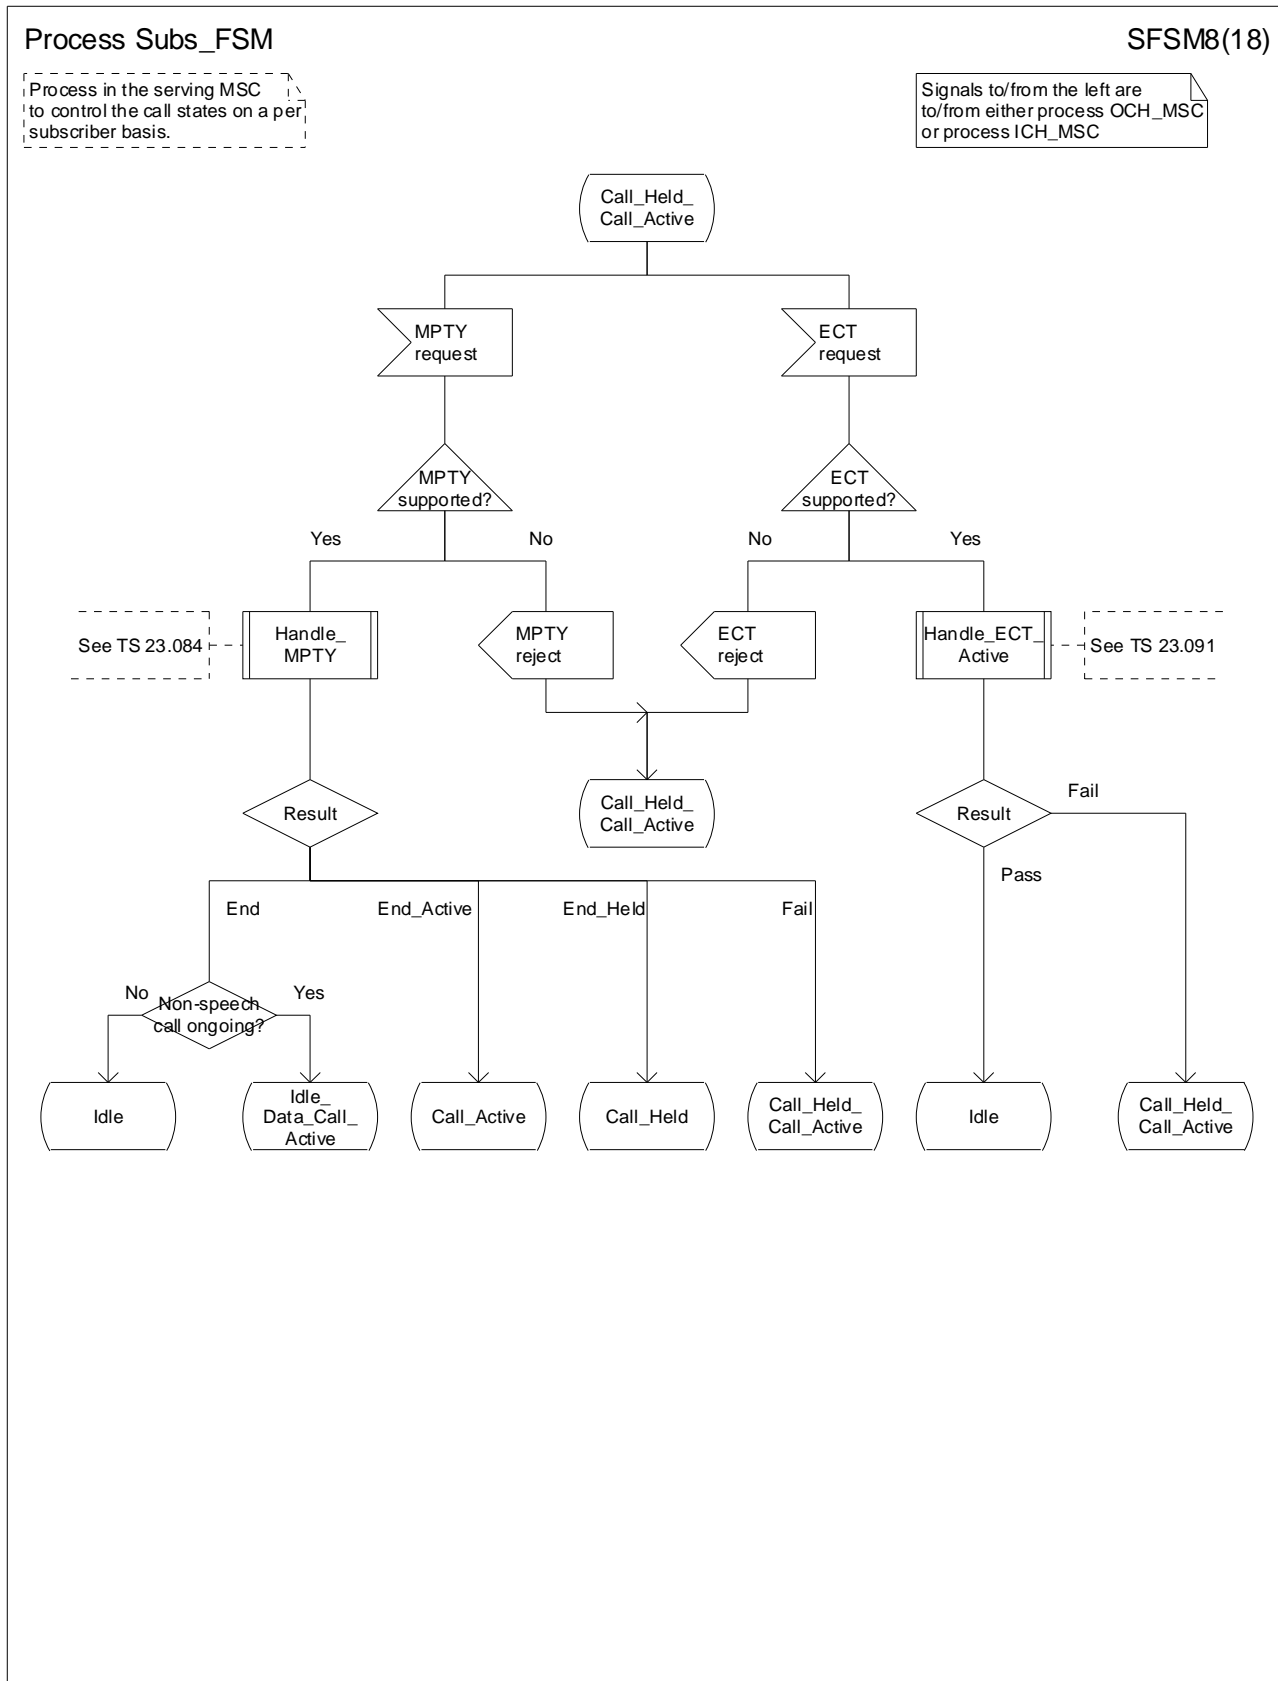 Process Subs_FSM
SFSM8(18)
Process in the serving MSC
to control the call states on a per
subscriber basis.
Signals to/from the left are
to/from either process OCH_MSC
or process ICH_MSC
Call_Held_
Call_Active
MPTY
request
ECT
request
MPTY
supported?
ECT
supported?
Yes
No
No
Yes
See TS 23.084
Handle_
MPTY
MPTY
reject
ECT
reject
Handle_ECT_
Active
See TS 23.091
Result
Call_Held_
Call_Active
Result
Fail
Pass
End
End_Active
End_Held
Fail
No
Non-speech
call ongoing?
Yes
Idle
Idle_
Data_Call_
Active
Call_Active
Call_Held
Call_Held_
Call_Active
Idle
Call_Held_
Call_Active